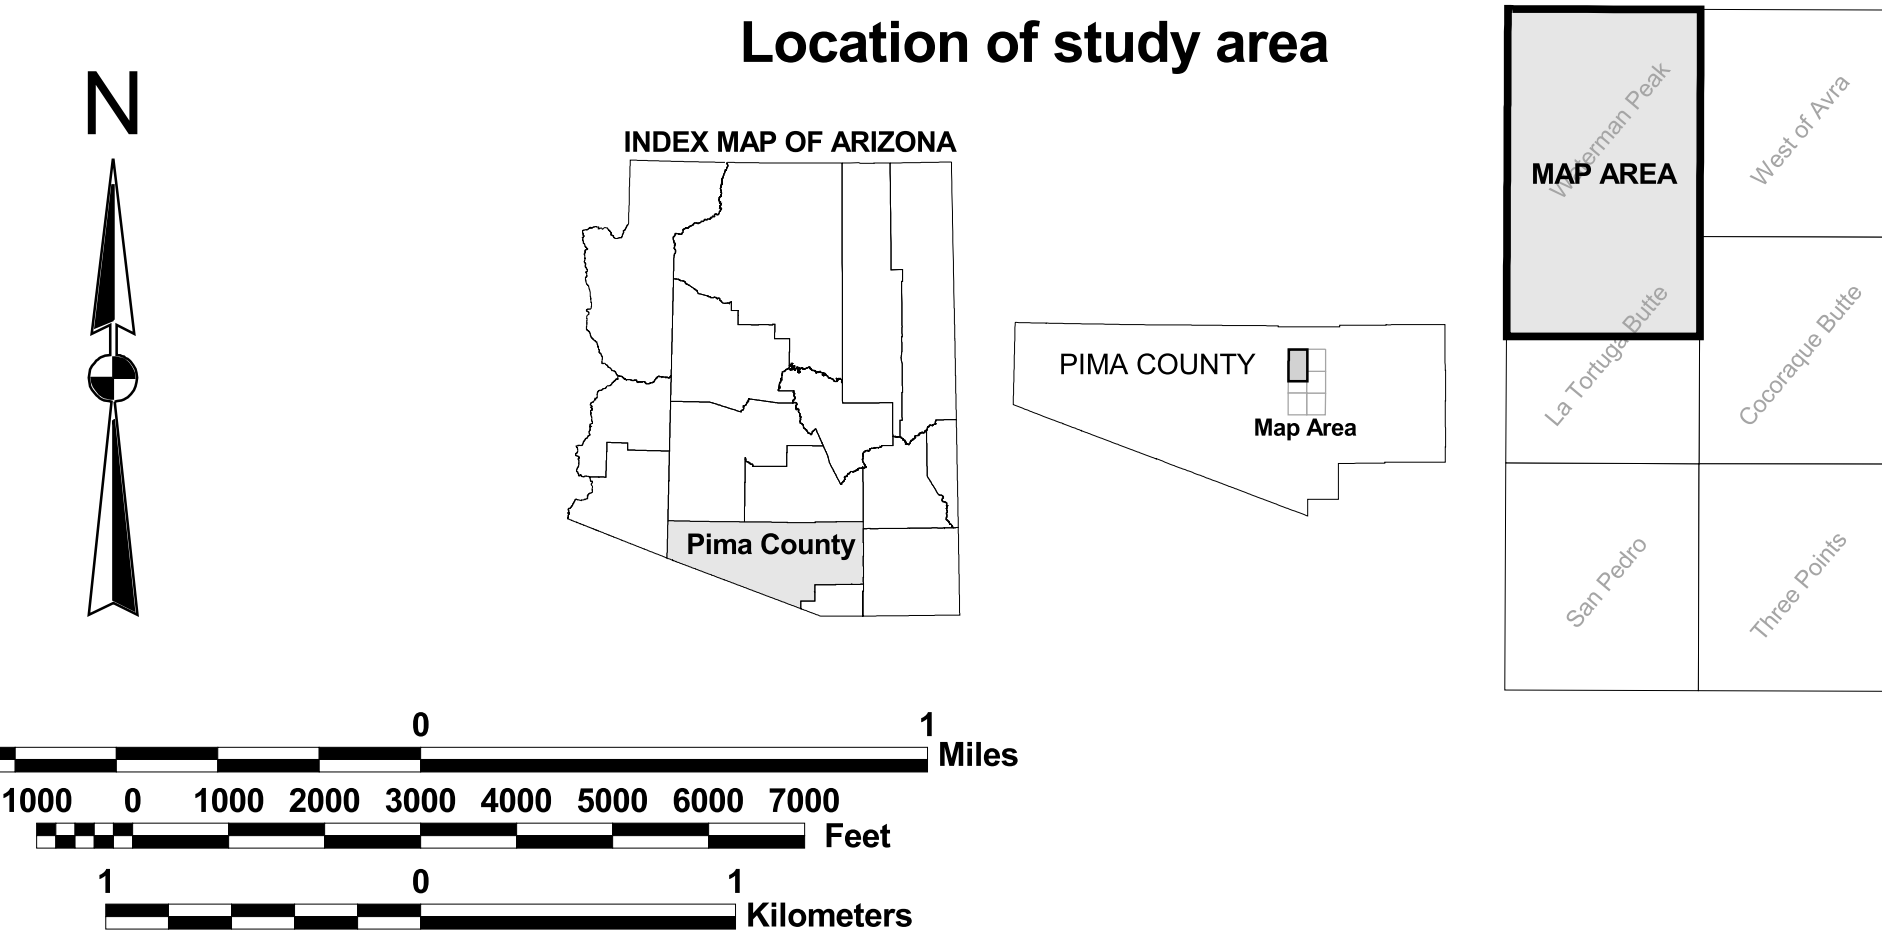 Location of study area
N
INDEX MAP OF ARIZONA
Pima County
PIMA COUNTY
Map Area
Waterman Peak
West of Avra
MAP AREA
La Tortuga Butte
Cocoraque Butte
San Pedro
Three Points
0 1
Miles
1000 0 1000 2000 3000 4000 5000 6000 7000
Feet
1 0 1
Kilometers